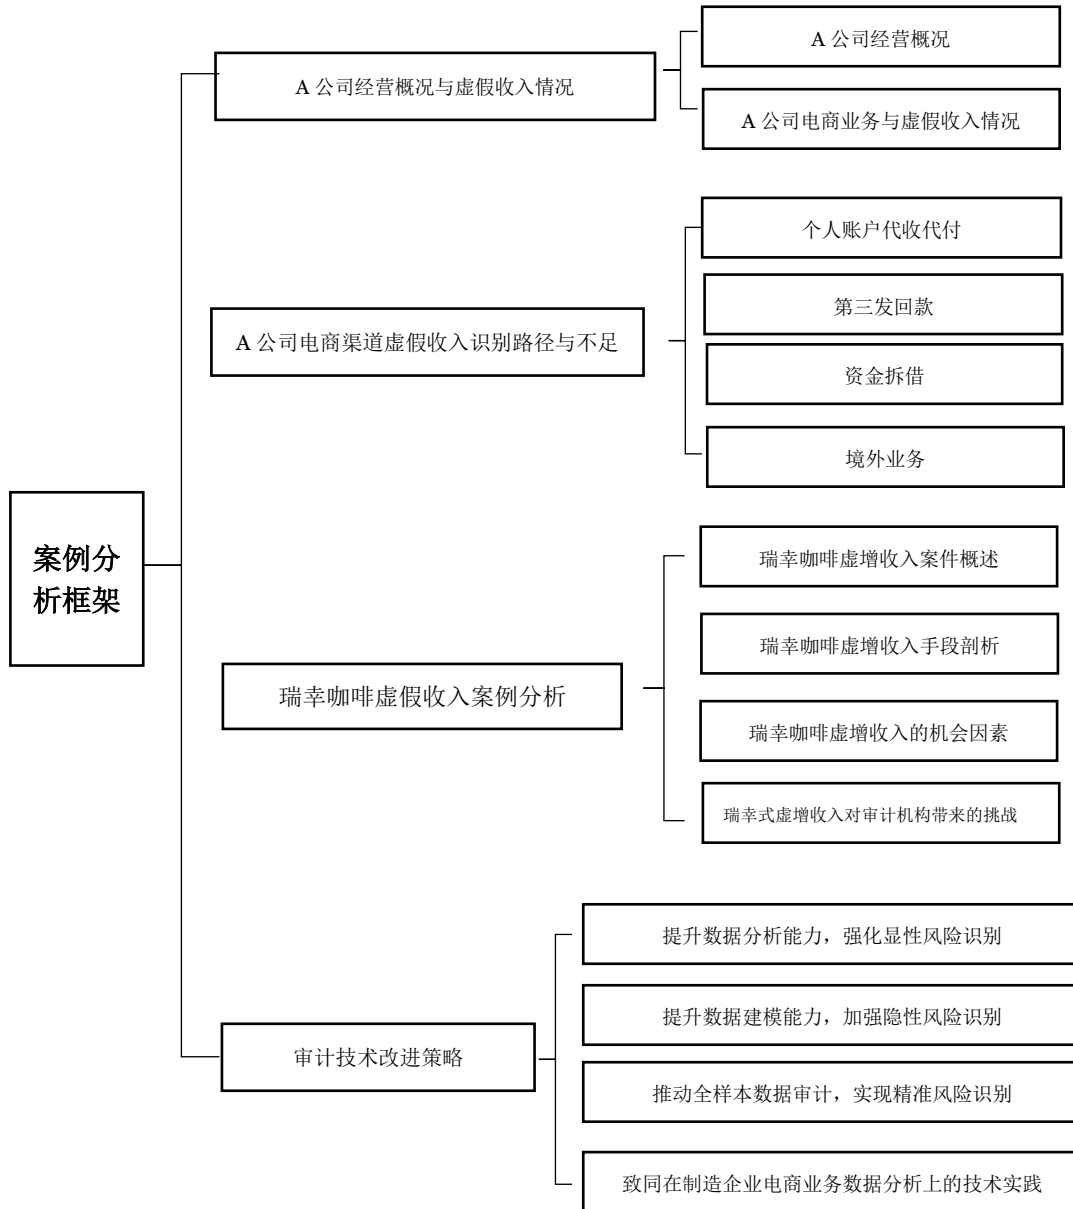 案例分
析框架
A 公司经营概况与虚假收入情况
A 公司经营概况
A 公司电商业务与虚假收入情况
A 公司电商渠道虚假收入识别路径与不足
个人账户代收代付
第三发回款
资金拆借
境外业务
瑞幸咖啡虚假收入案例分析
瑞幸咖啡虚增收入案件概述
瑞幸咖啡虚增收入手段剖析
瑞幸咖啡虚增收入的机会因素
瑞幸式虚增收入对审计机构带来的挑战
审计技术改进策略
提升数据分析能力，强化显性风险识别
提升数据建模能力，加强隐性风险识别
推动全样本数据审计，实现精准风险识别
致同在制造企业电商业务数据分析上的技术实践